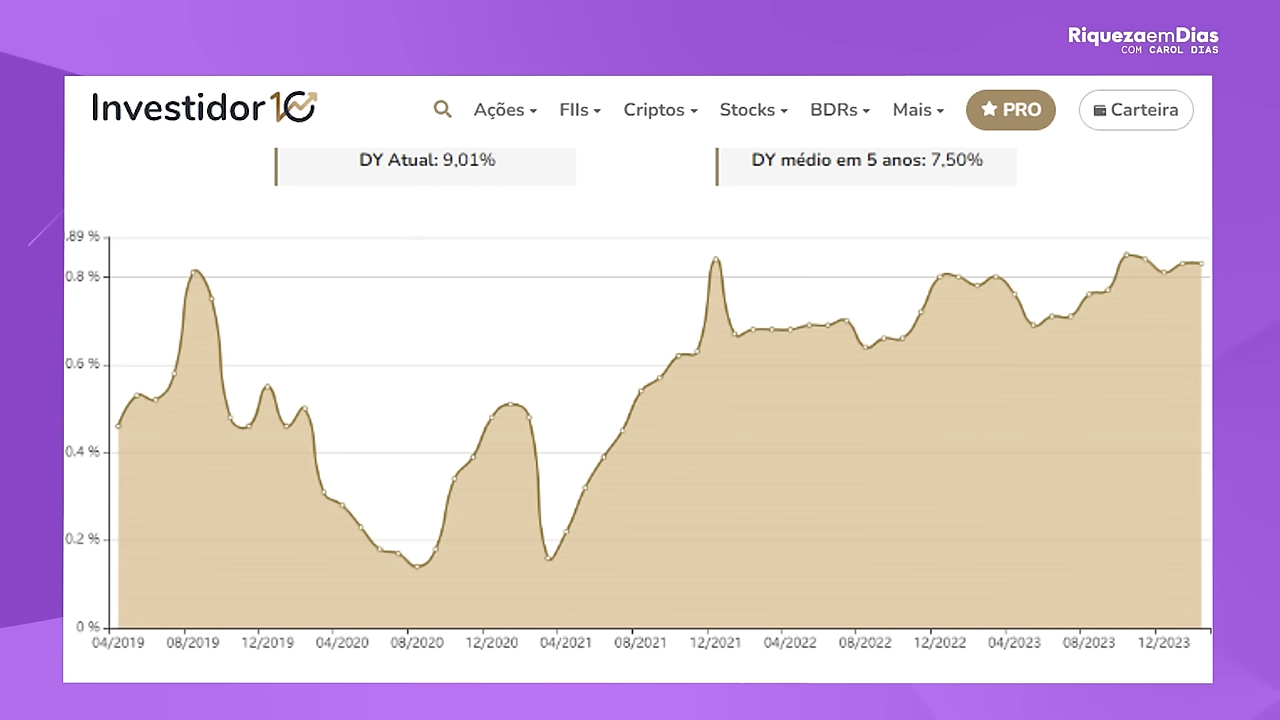 RiquezaemDias
COM CAROL DIAS
Investidor10
Ações
FIIs
Criptos
Stocks
BDRs
Mais
PRO
Carteira
DY Atual: 9,01%
DY médio em 5 anos: 7,50%
.89 %
0.8 %
0.6 %
0.4 %
0.2 %
0 %
04/2019 08/2019 12/2019 04/2020 08/2020 12/2020 04/2021 08/2021 12/2021 04/2022 08/2022 12/2022 04/2023 08/2023 12/2023